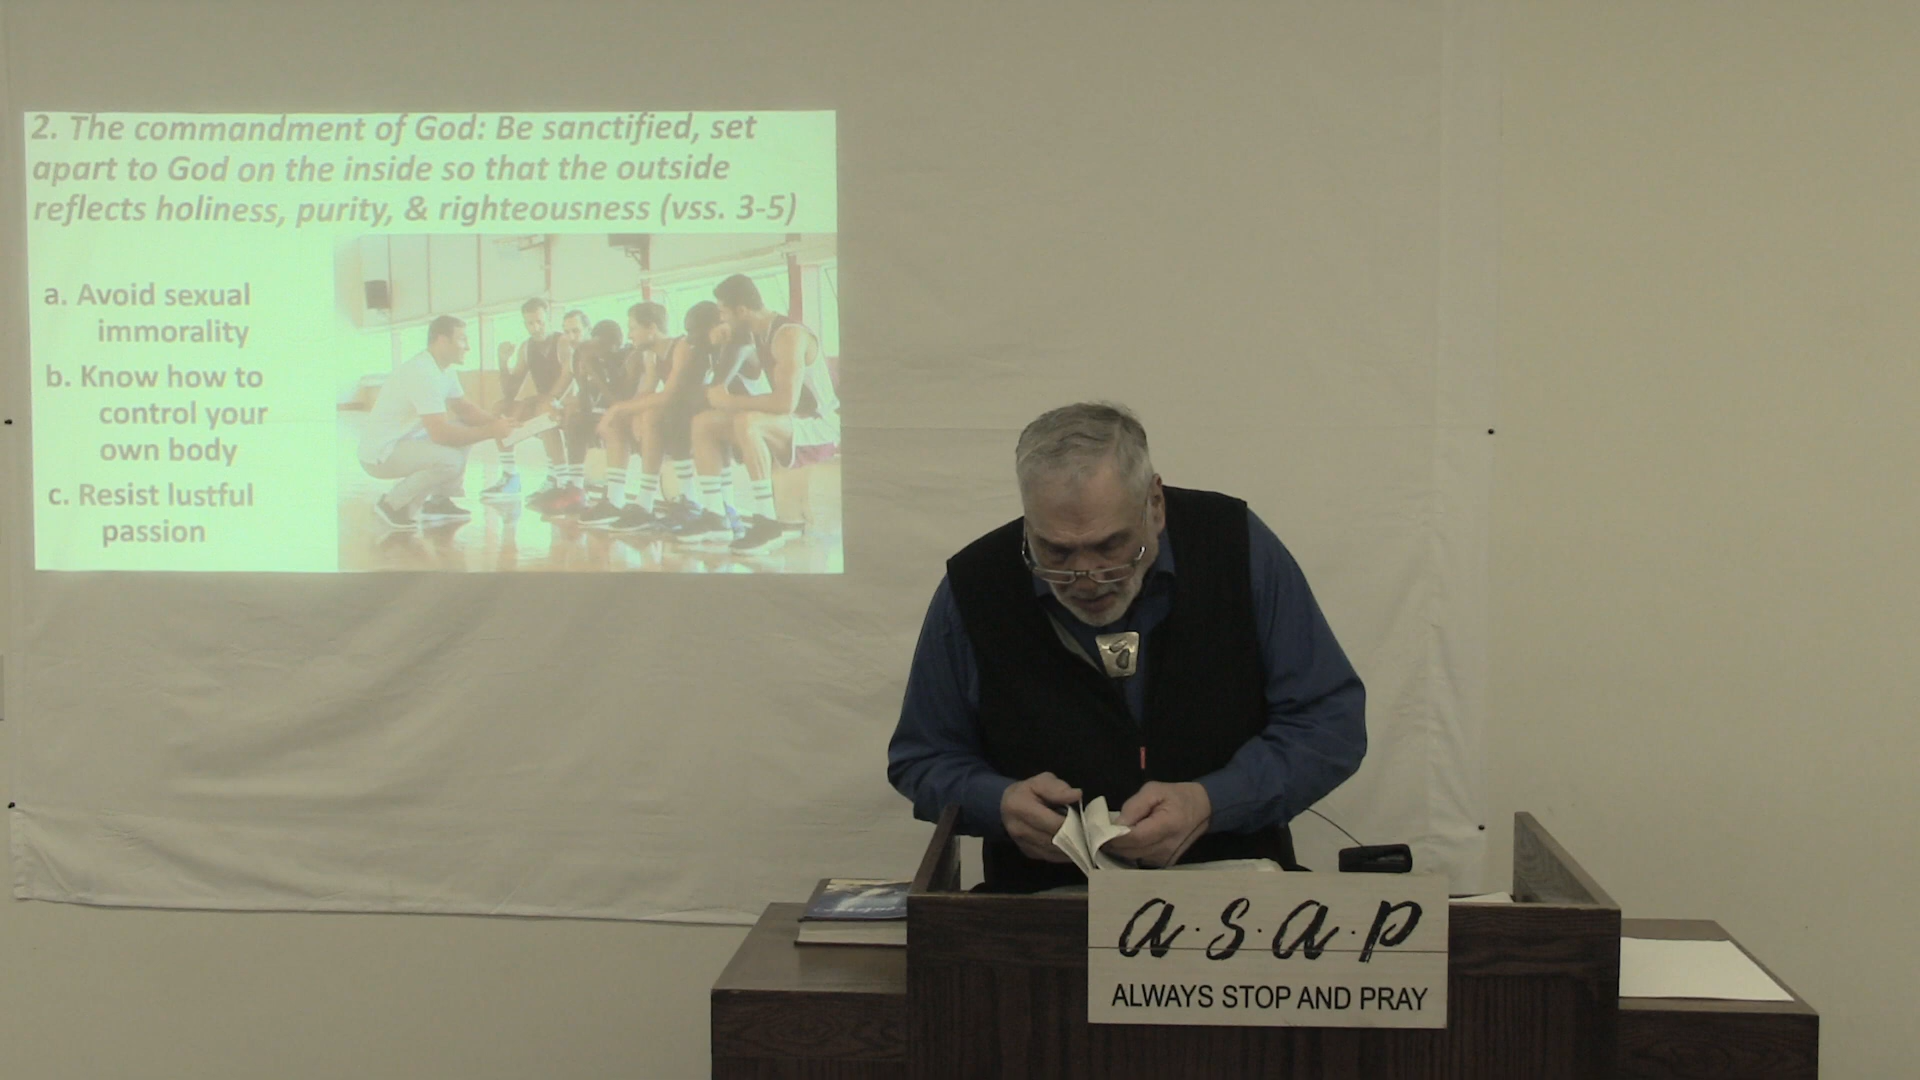 2. The commandment of God: Be sanctified, set
apart to God on the inside so that the outside
reflects holiness, purity, & righteousness (vss. 3-5)
a. Avoid sexual
immorality
b. Know how to
control your
own body
c. Resist lustful
passion
a.s.a.p
ALWAYS STOP AND PRAY